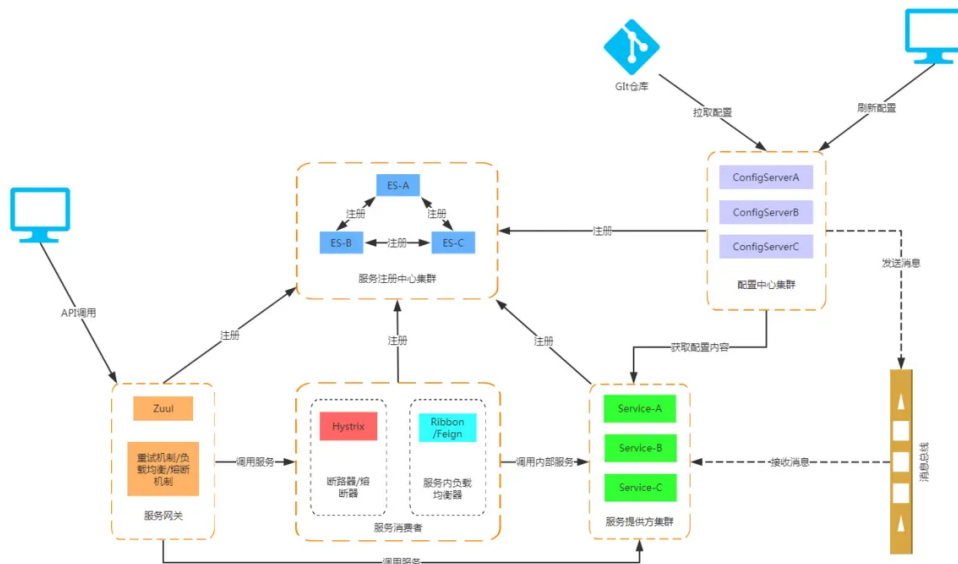 GIt仓库
拉取配置
刷新配置
ConfigServerA
ConfigServerB
ConfigServerC
配置中心集群
ES-A
注册
注册
ES-B
注册
ES-C
服务注册中心集群
注册
发送消息
API调用
注册
注册
注册
获取配置内容
Zuul
重试机制/负
载均衡/熔断
机制
服务网关
调用服务
Hystrix
断路器/熔
断器
Ribbon
/Feign
服务内负载
均衡器
服务消费者
调用内部服务
Service-A
Service-B
Service-C
服务提供方集群
接收消息
消息总线
调用服务